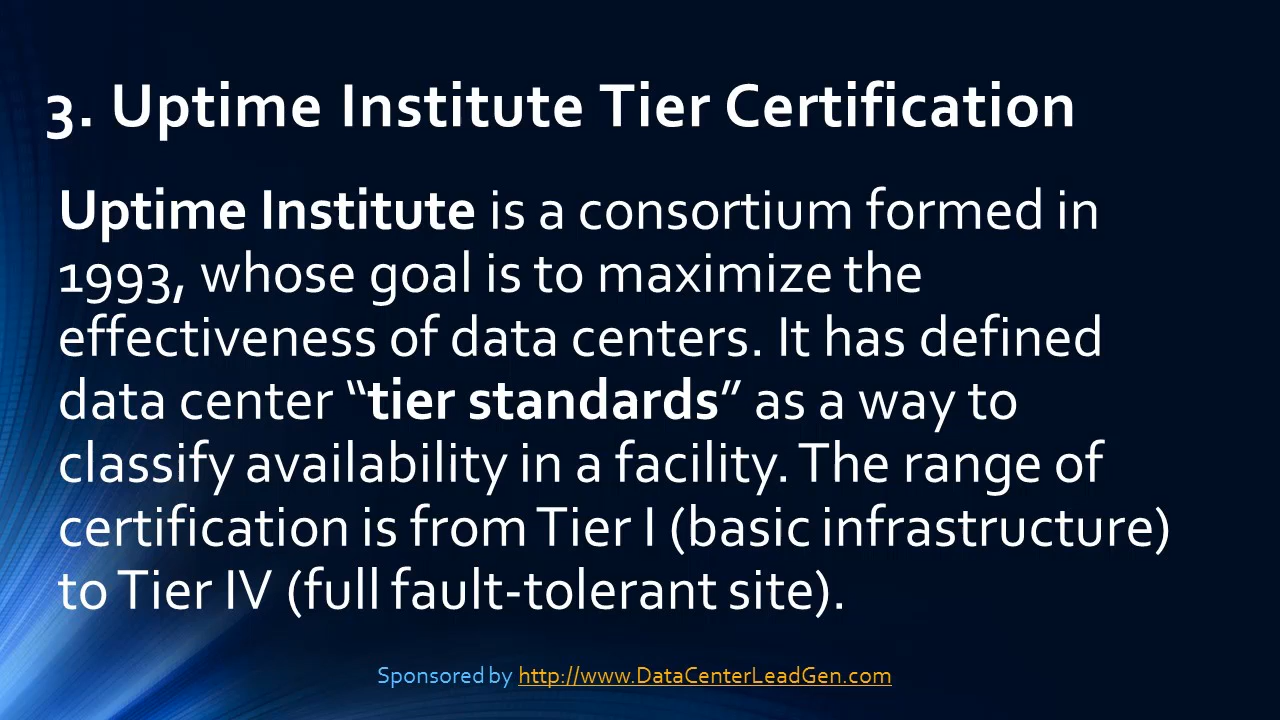 3. Uptime Institute Tier Certification
Uptime Institute is a consortium formed in
1993, whose goal is to maximize the
effectiveness of data centers. It has defined
data center “tier standards” as a way to
classify availability in a facility. The range of
certification is from Tier I (basic infrastructure)
to Tier IV (full fault-tolerant site).
Sponsored by http://www.DataCenterLeadGen.com